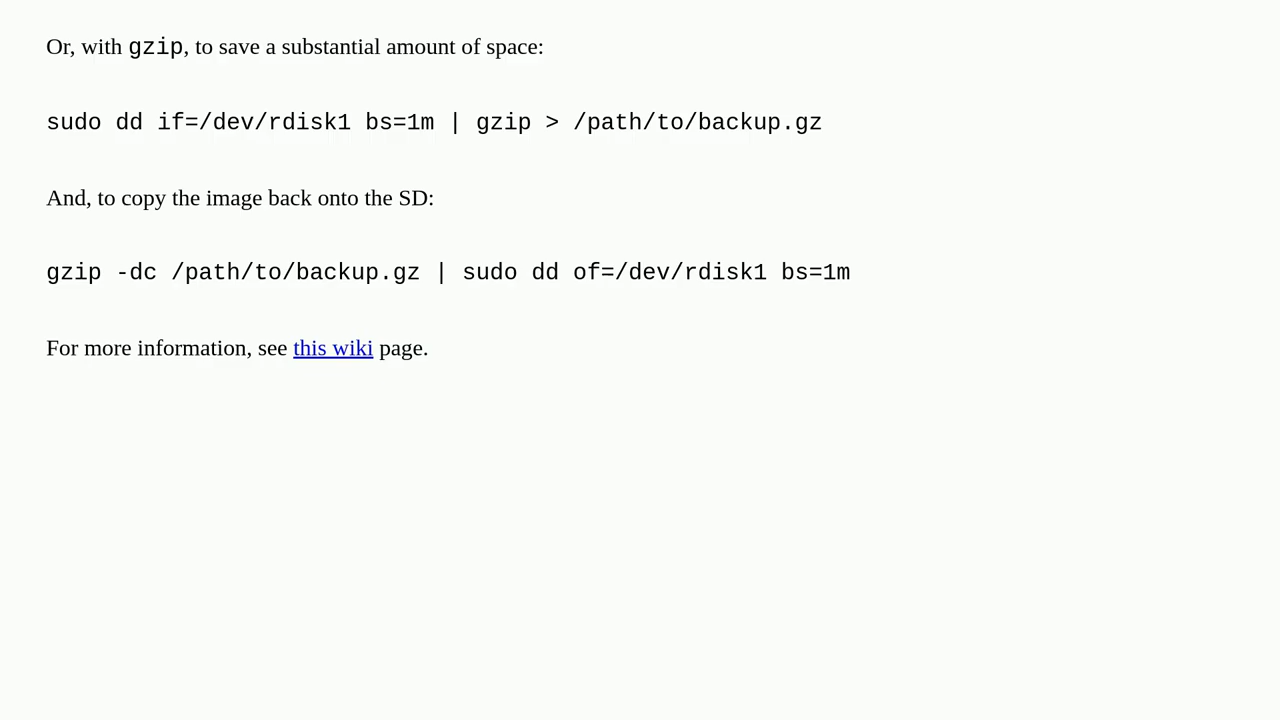 Or, with gzip, to save a substantial amount of space:
sudo dd if=/dev/rdisk1 bs=1m | gzip > /path/to/backup.gz
And, to copy the image back onto the SD:
gzip -dc /path/to/backup.gz | sudo dd of=/dev/rdisk1 bs=1m
For more information, see this wiki page.